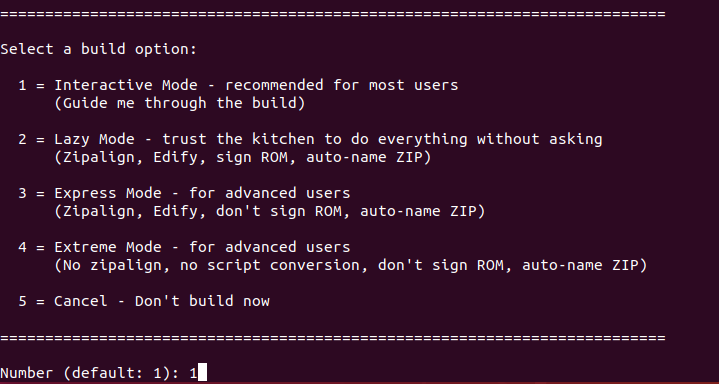 ==========================================================================
Select a build option:
1 = Interactive Mode - recommended for most users
(Guide me through the build)
2 = Lazy Mode - trust the kitchen to do everything without asking
(Zipalign, Edify, sign ROM, auto-name ZIP)
3 = Express Mode - for advanced users
(Zipalign, Edify, don't sign ROM, auto-name ZIP)
4 = Extreme Mode - for advanced users
(No zipalign, no script conversion, don't sign ROM, auto-name ZIP)
5 = Cancel - Don't build now
==========================================================================
Number (default: 1): 1